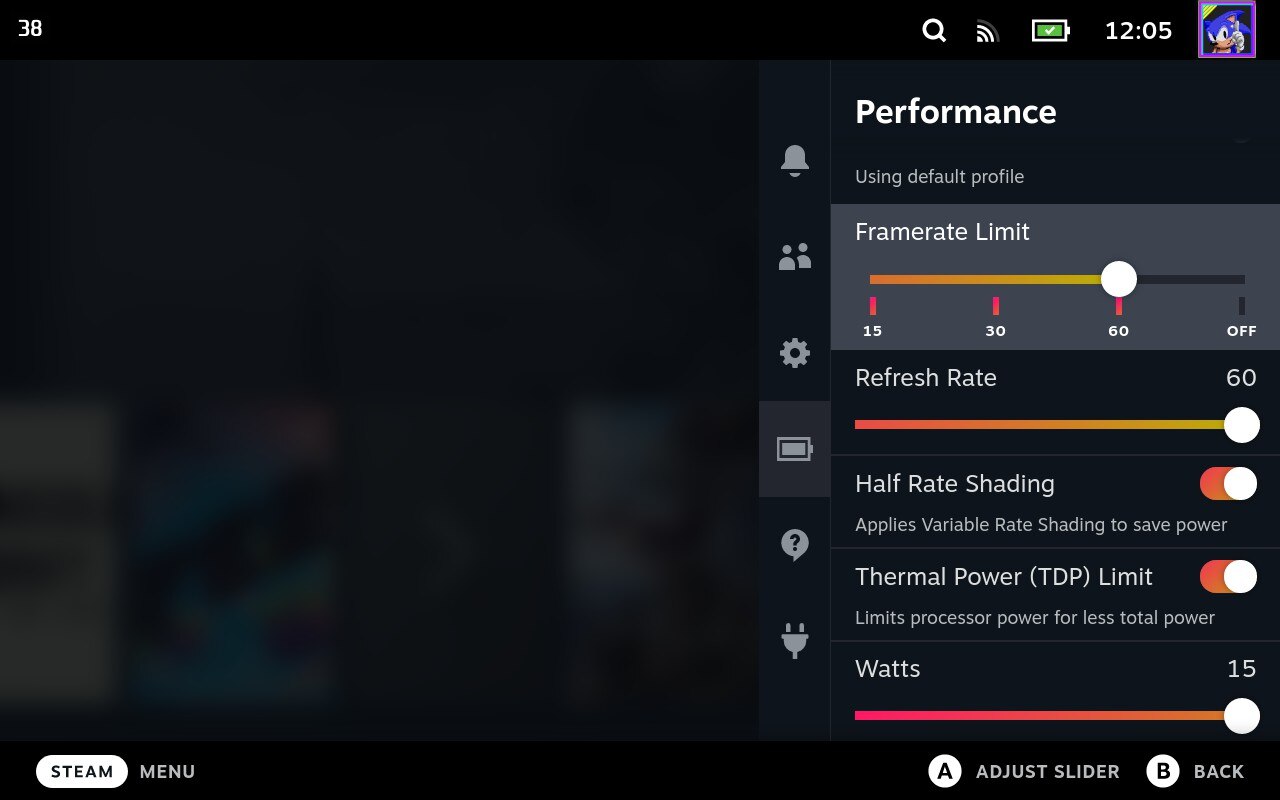 38
12:05
Performance
Using default profile
Framerate Limit
15 30 60 OFF
Refresh Rate 60
Half Rate Shading
Applies Variable Rate Shading to save power
Thermal Power (TDP) Limit
Limits processor power for less total power
Watts 15
STEAM MENU
A ADJUST SLIDER B BACK